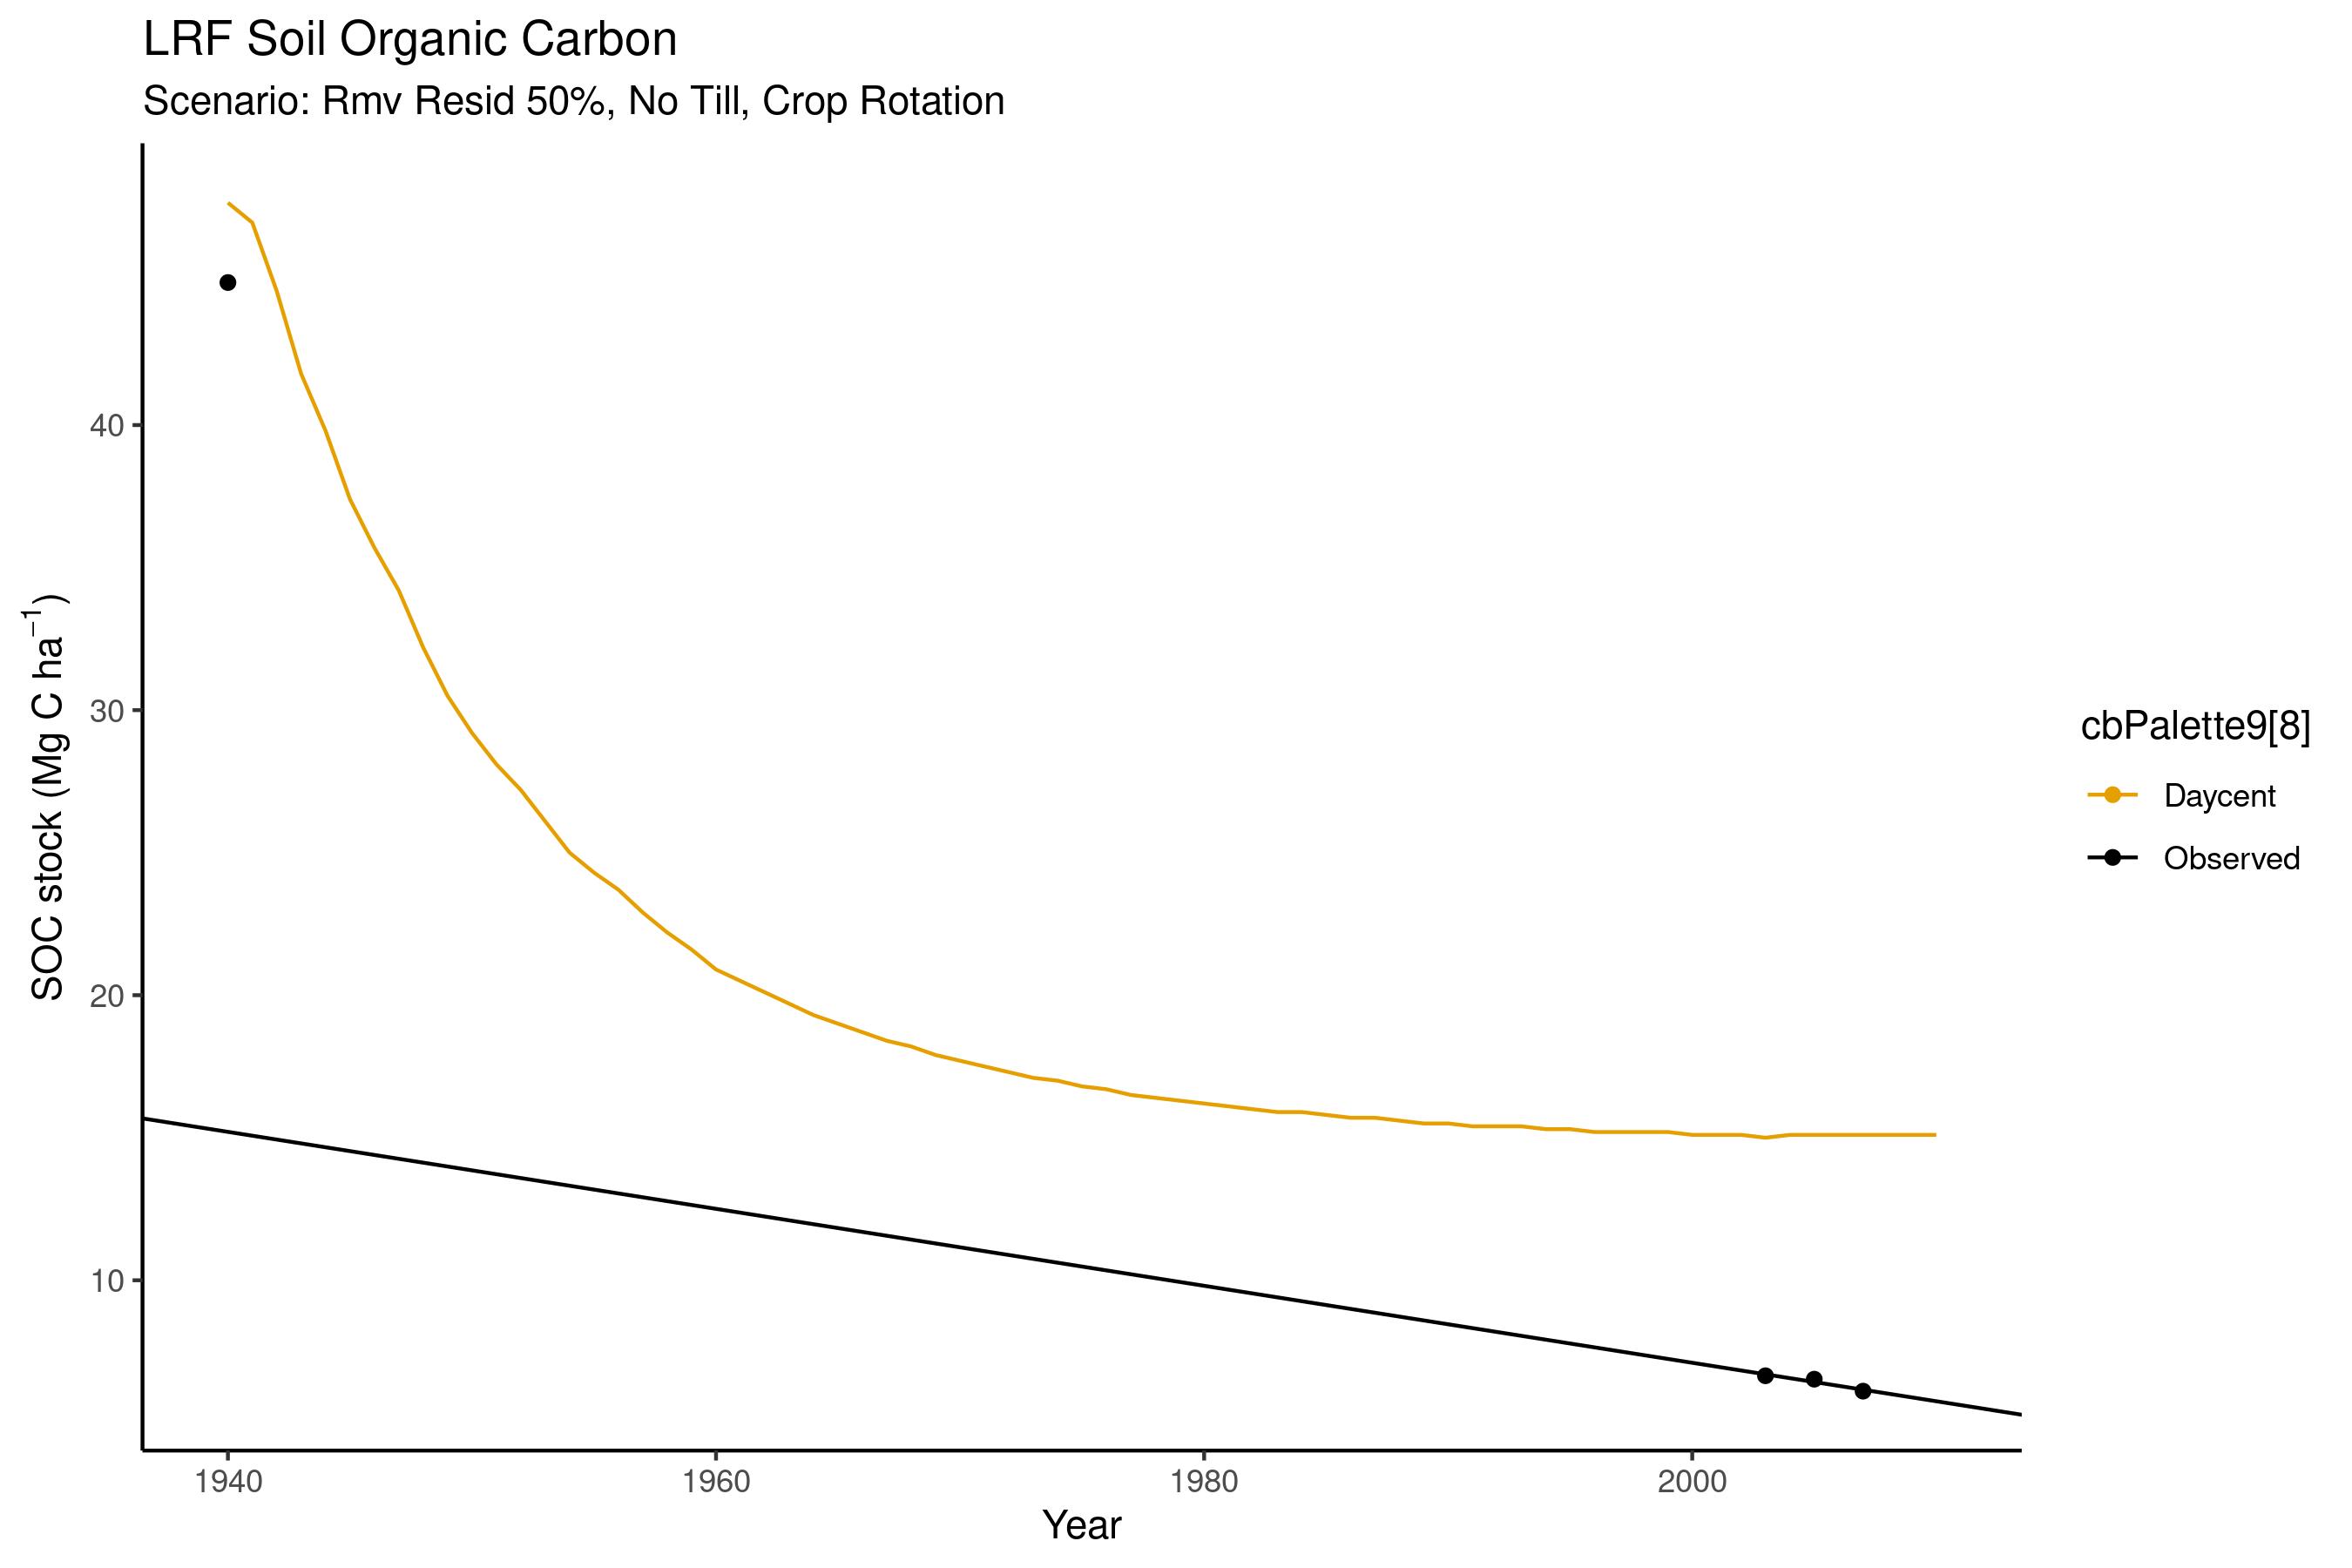 LRF Soil Organic Carbon
Scenario: Rmv Resid 50%, No Till, Crop Rotation
SOC stock (Mg C ha⁻¹)
40
30
20
10
1940
1960
1980
2000
Year
cbPalette9[8]
Daycent
Observed